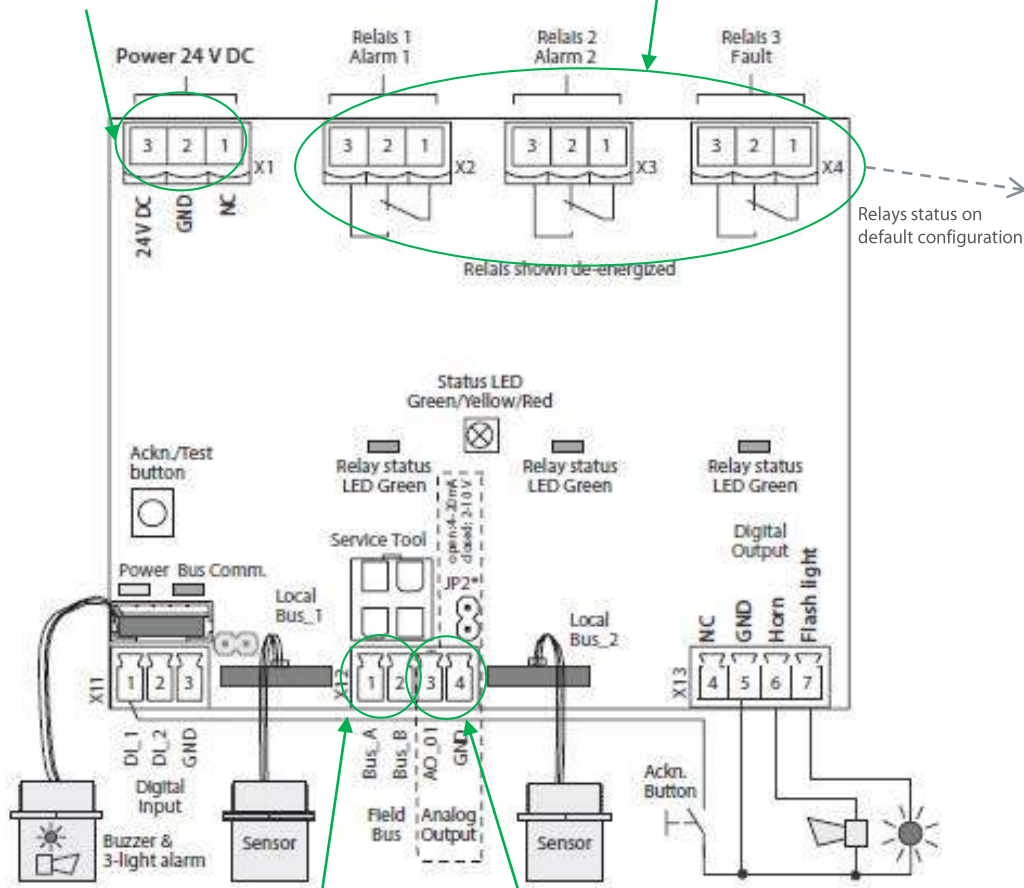 Power 24 V DC
Relais 1
Alarm 1
Relais 2
Alarm 2
Relais 3
Fault
3 2 1
X1
3 2 1
X2
3 2 1
X3
3 2 1
X4
24 V DC
GND
NC
Relays status on
default configuration
Relais shown de-energized
Status LED
Green/Yellow/Red
Relay status
LED Green
Relay status
LED Green
Relay status
LED Green
Ackn./Test
button
open: 4-20 mA
closed: 2-10 V
Service Tool
JP2*
Digital
Output
Power Bus Comm.
Local
Bus_1
Local
Bus_2
NC
GND
Horn
Flash light
X11
1 2 3
X12
1 2 3 4
X13
4 5 6 7
DI_1
DI_2
GND
Bus_A
Bus_B
AO_01
GND
Digital
Input
Field
Bus
Analog
Output
Ackn.
Button
Buzzer &
3-light alarm
Sensor
Sensor